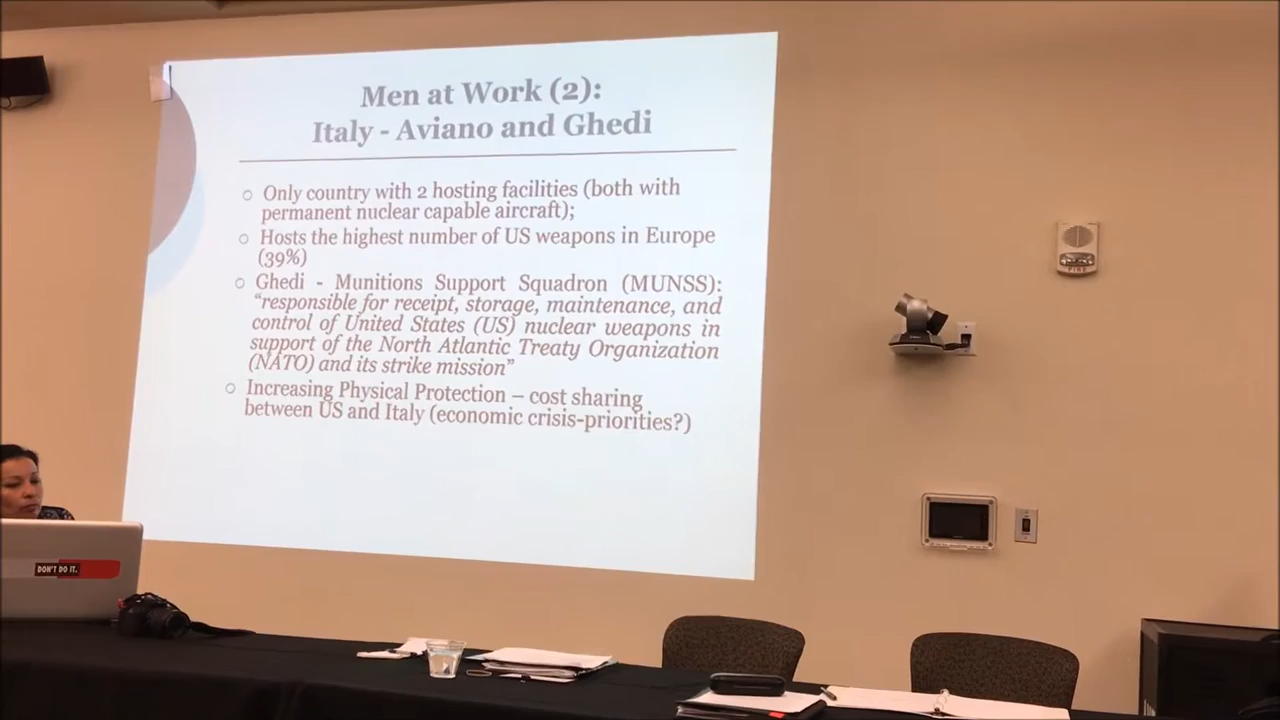 Men at Work (2):
Italy - Aviano and Ghedi
Only country with 2 hosting facilities (both with
permanent nuclear capable aircraft);
Hosts the highest number of US weapons in Europe
(39%)
Ghedi - Munitions Support Squadron (MUNSS):
“responsible for receipt, storage, maintenance, and
control of United States (US) nuclear weapons in
support of the North Atlantic Treaty Organization
(NATO) and its strike mission”
Increasing Physical Protection – cost sharing
between US and Italy (economic crisis-priorities?)
FIRE
DON'T DO IT.